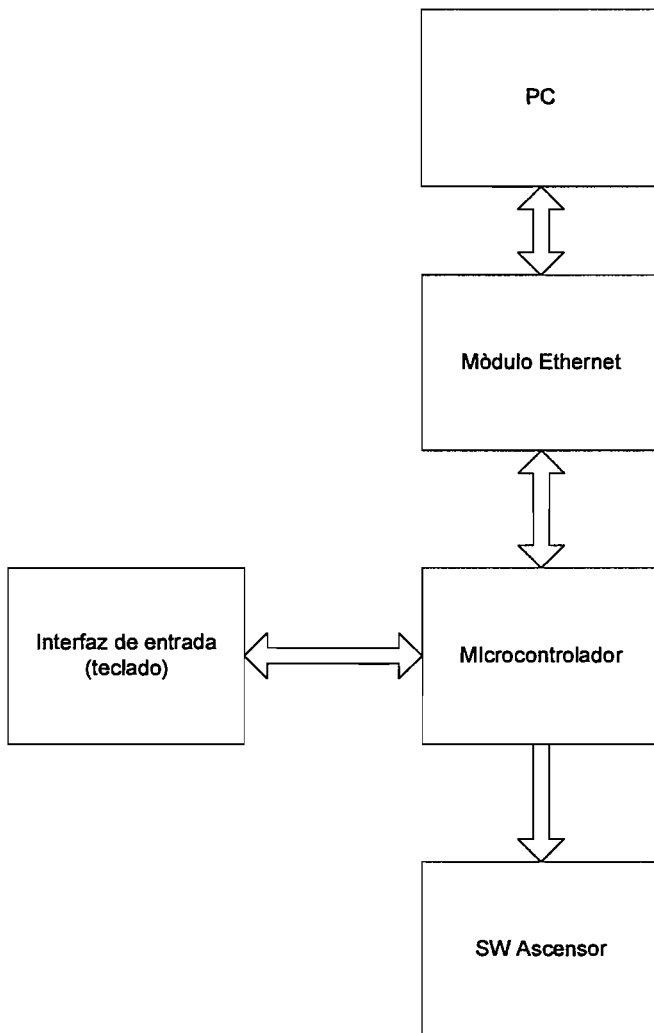 PC
Mòdulo Ethernet
Interfaz de entrada
(teclado)
MIcrocontrolador
SW Ascensor